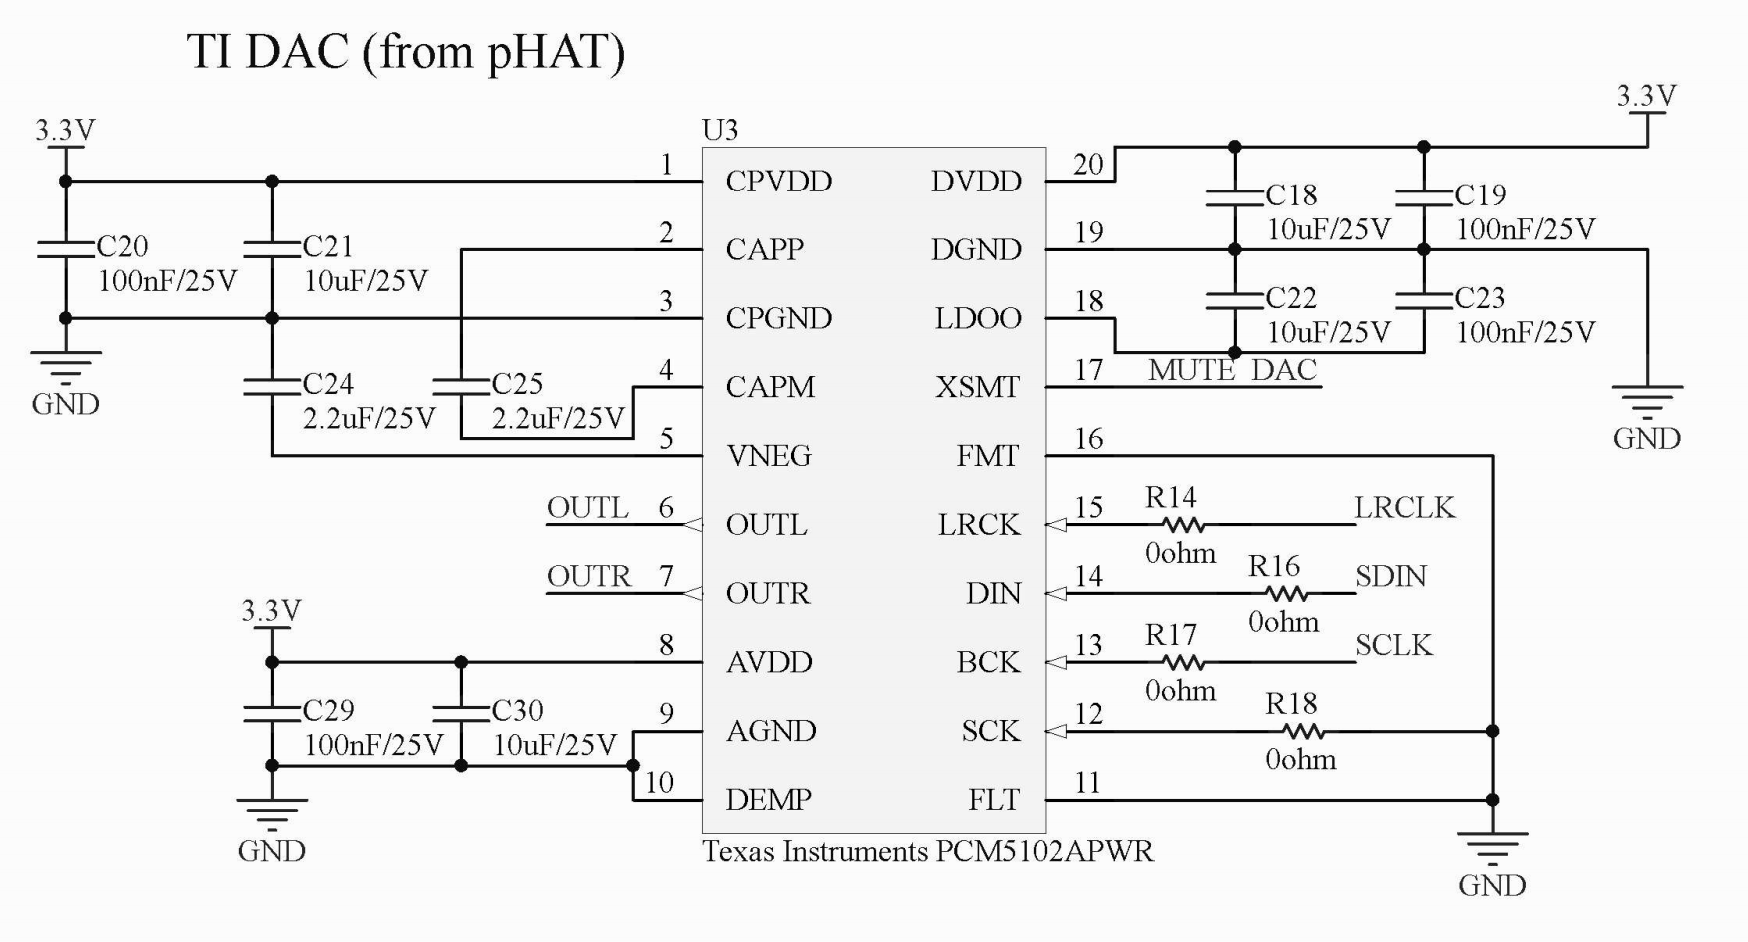 TI DAC (from pHAT)
3.3V
3.3V
U3
1 CPVDD DVDD 20
C18
10uF/25V
C19
100nF/25V
C20
100nF/25V
C21
10uF/25V
2 CAPP DGND 19
3 CPGND LDOO 18
C22
10uF/25V
C23
100nF/25V
GND
C24
2.2uF/25V
C25
2.2uF/25V
4 CAPM XSMT 17 MUTE DAC
GND
5 VNEG FMT 16
OUTL 6 OUTL LRCK 15 R14 LRCLK
0ohm
OUTR 7 OUTR DIN 14 R16 SDIN
0ohm
3.3V
8 AVDD BCK 13 R17 SCLK
0ohm
C29
100nF/25V
C30
10uF/25V
9 AGND SCK 12 R18
0ohm
10 DEMP FLT 11
GND
Texas Instruments PCM5102APWR
GND